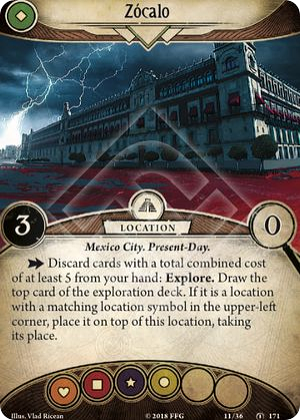 Zócalo
3
LOCATION
0
Mexico City. Present-Day.
Discard cards with a total combined cost
of at least 5 from your hand: Explore. Draw the
top card of the exploration deck. If it is a location
with a matching location symbol in the upper-left
corner, place it on top of this location, taking
its place.
Illus. Vlad Ricean
© 2018 FFG
11/36
171